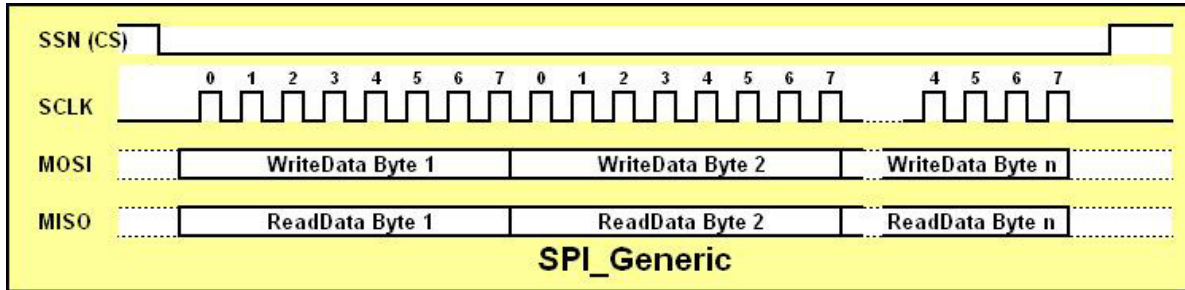 SSN (CS)
0 1 2 3 4 5 6 7 0 1 2 3 4 5 6 7 4 5 6 7
SCLK
MOSI WriteData Byte 1 WriteData Byte 2 WriteData Byte n
MISO ReadData Byte 1 ReadData Byte 2 ReadData Byte n
SPI_Generic